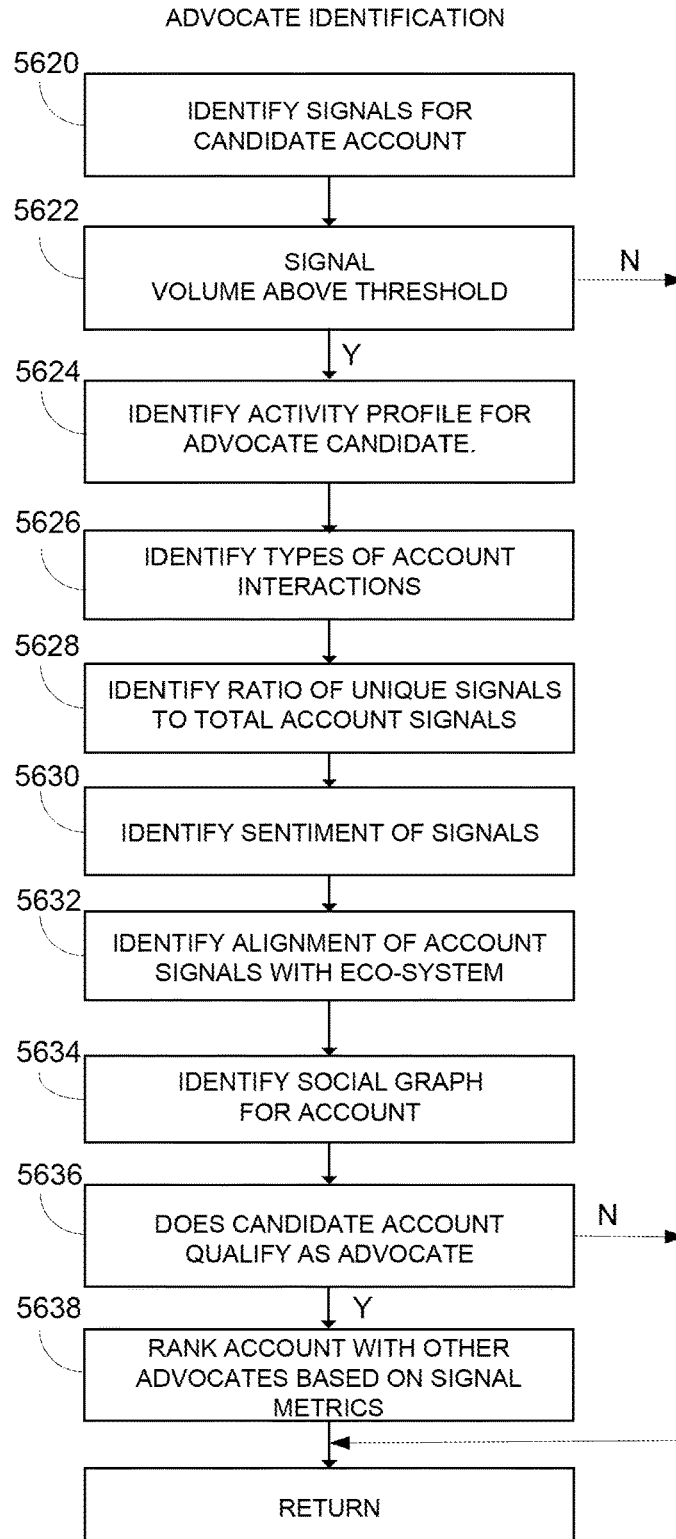 ADVOCATE IDENTIFICATION
5620
IDENTIFY SIGNALS FOR
CANDIDATE ACCOUNT
5622
SIGNAL
VOLUME ABOVE THRESHOLD
N
Y
5624
IDENTIFY ACTIVITY PROFILE FOR
ADVOCATE CANDIDATE.
5626
IDENTIFY TYPES OF ACCOUNT
INTERACTIONS
5628
IDENTIFY RATIO OF UNIQUE SIGNALS
TO TOTAL ACCOUNT SIGNALS
5630
IDENTIFY SENTIMENT OF SIGNALS
5632
IDENTIFY ALIGNMENT OF ACCOUNT
SIGNALS WITH ECO-SYSTEM
5634
IDENTIFY SOCIAL GRAPH
FOR ACCOUNT
5636
DOES CANDIDATE ACCOUNT
QUALIFY AS ADVOCATE
N
Y
5638
RANK ACCOUNT WITH OTHER
ADVOCATES BASED ON SIGNAL
METRICS
RETURN